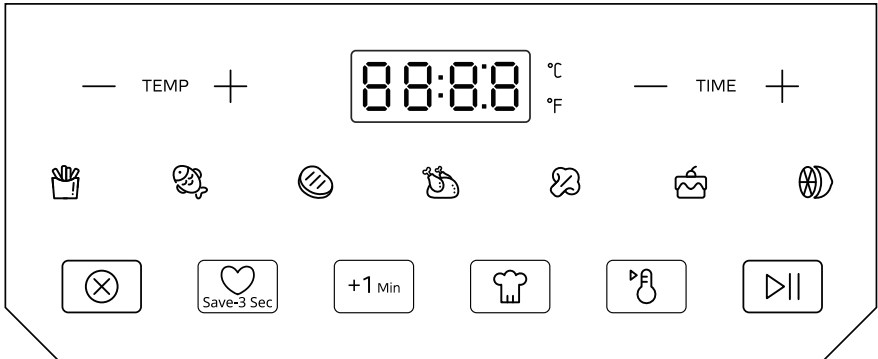 — TEMP +
88:88
°C
°F
— TIME +
Save-3 Sec
+1 Min